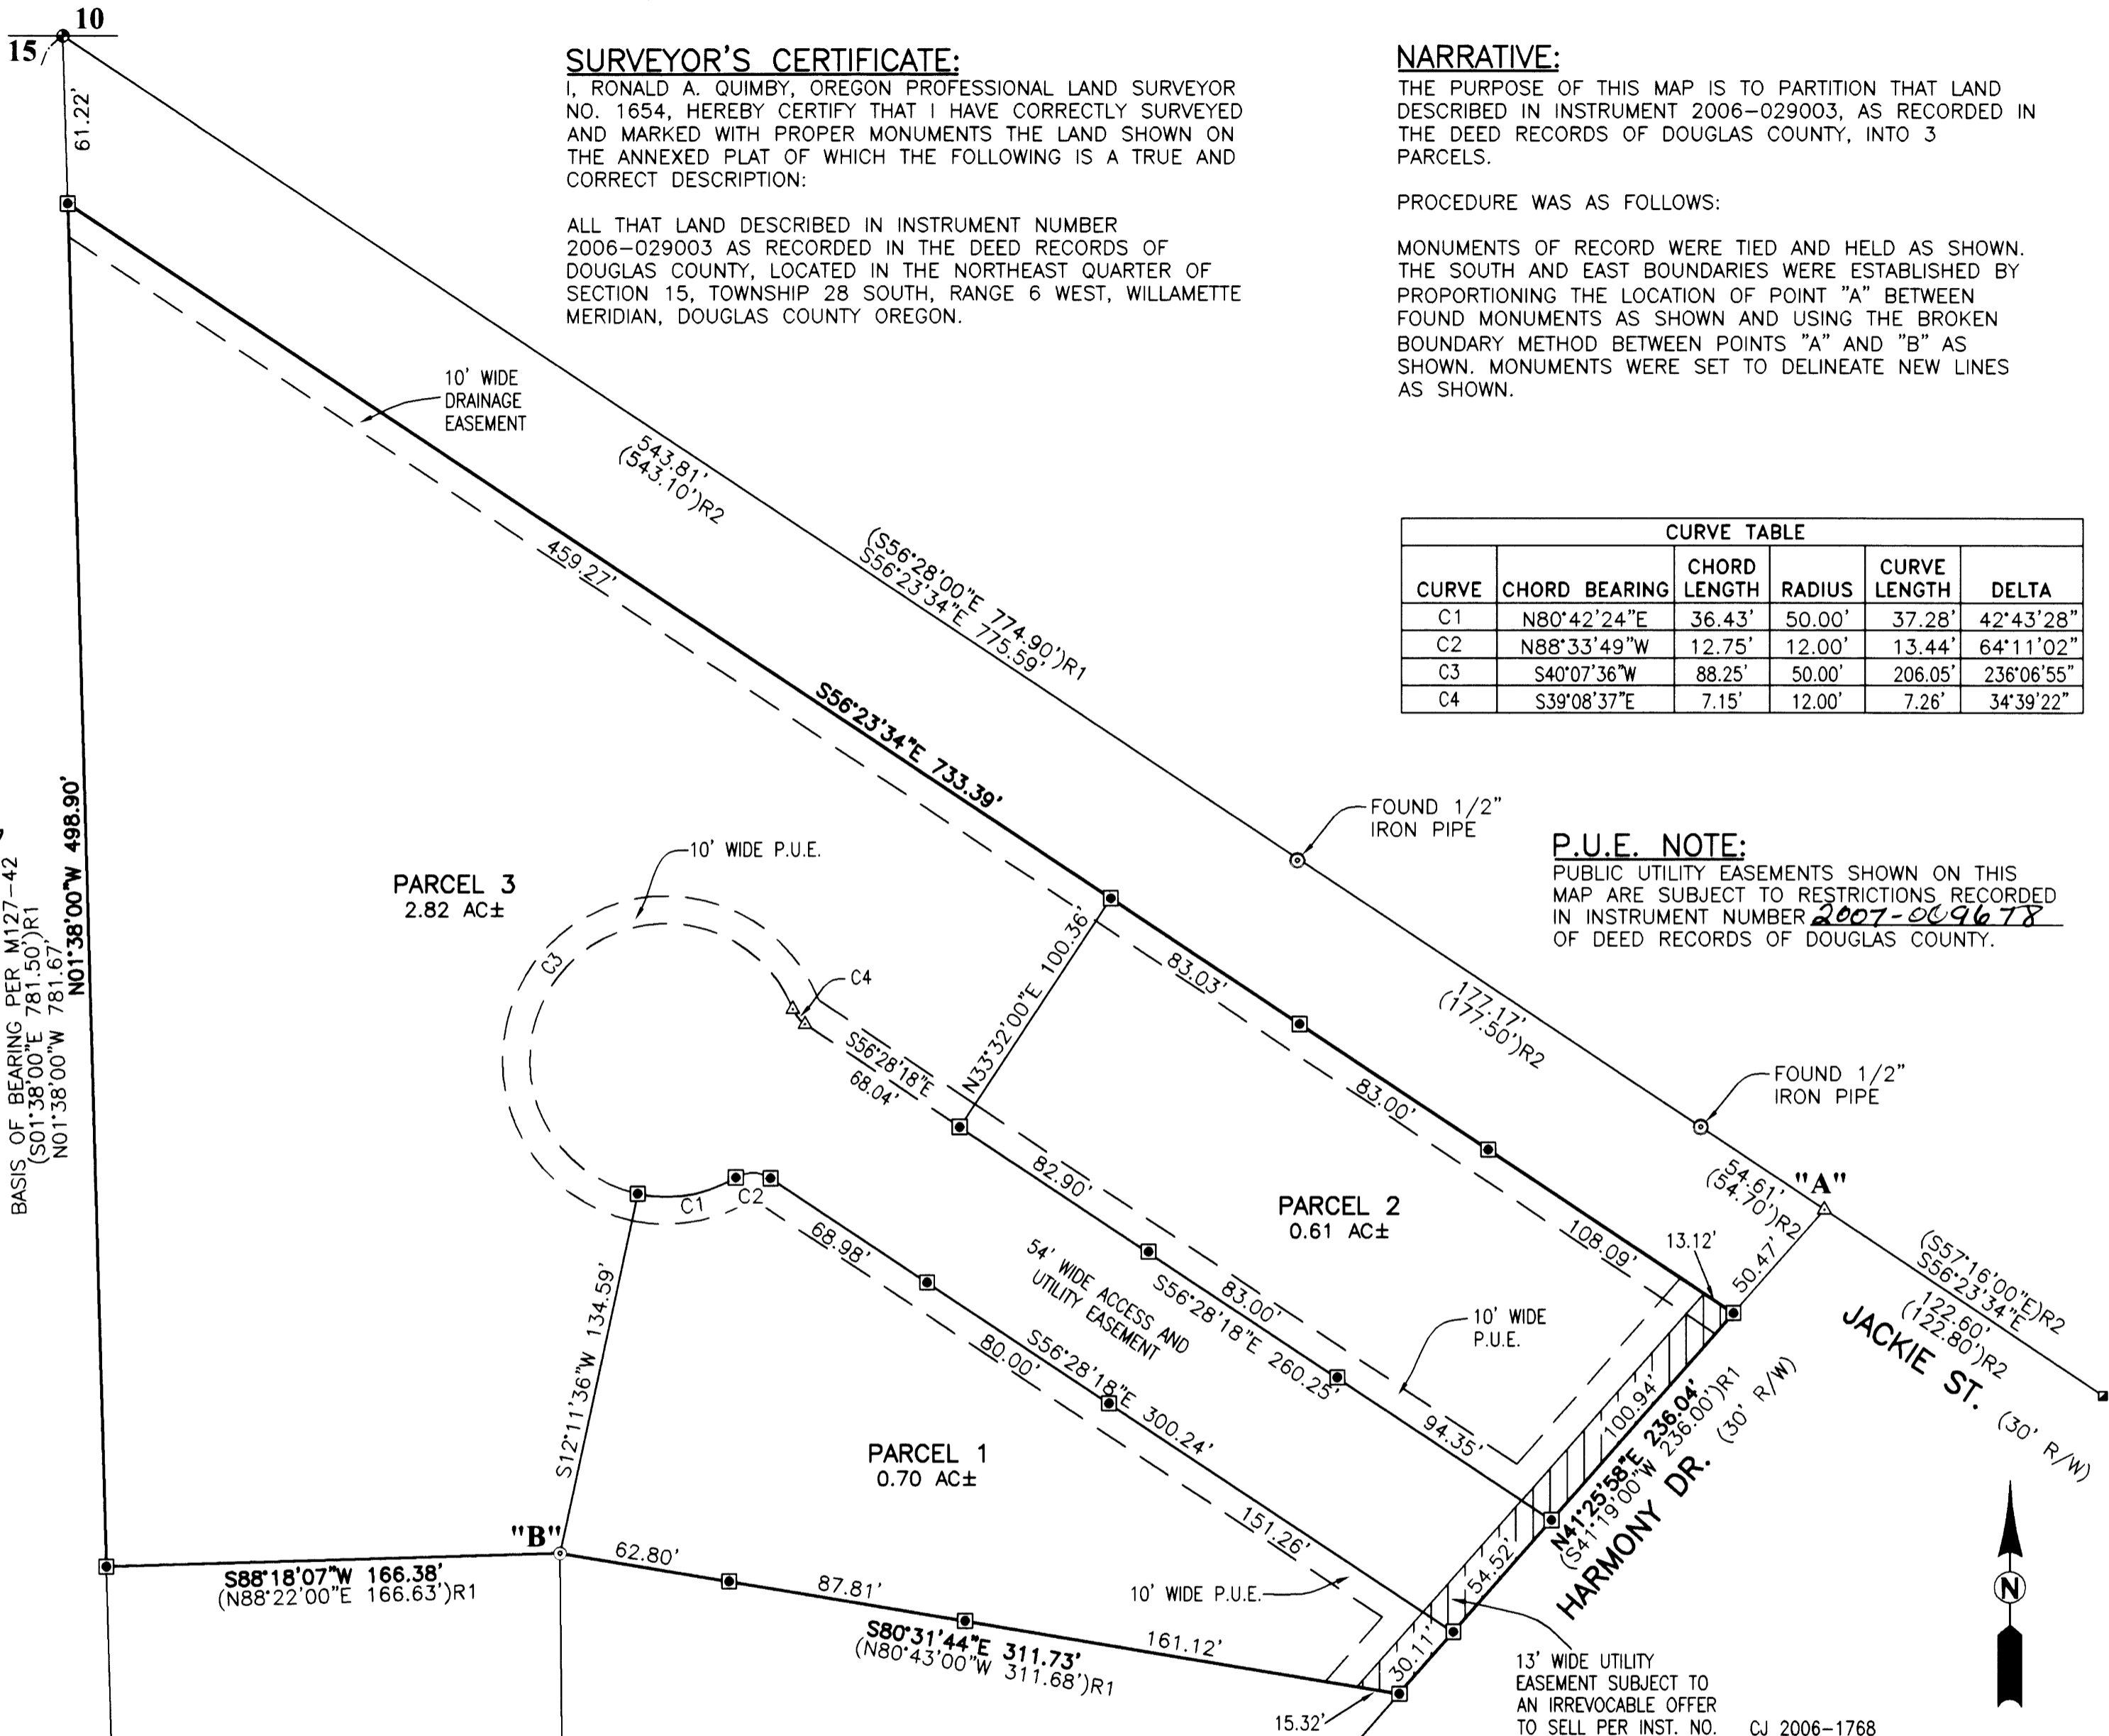 10
15
61.22'
SURVEYOR'S CERTIFICATE:
I, RONALD A. QUIMBY, OREGON PROFESSIONAL LAND SURVEYOR
NO. 1654, HEREBY CERTIFY THAT I HAVE CORRECTLY SURVEYED
AND MARKED WITH PROPER MONUMENTS THE LAND SHOWN ON
THE ANNEXED PLAT OF WHICH THE FOLLOWING IS A TRUE AND
CORRECT DESCRIPTION:
ALL THAT LAND DESCRIBED IN INSTRUMENT NUMBER
2006-029003 AS RECORDED IN THE DEED RECORDS OF
DOUGLAS COUNTY, LOCATED IN THE NORTHEAST QUARTER OF
SECTION 15, TOWNSHIP 28 SOUTH, RANGE 6 WEST, WILLAMETTE
MERIDIAN, DOUGLAS COUNTY OREGON.
NARRATIVE:
THE PURPOSE OF THIS MAP IS TO PARTITION THAT LAND
DESCRIBED IN INSTRUMENT 2006-029003, AS RECORDED IN
THE DEED RECORDS OF DOUGLAS COUNTY, INTO 3
PARCELS.
PROCEDURE WAS AS FOLLOWS:
MONUMENTS OF RECORD WERE TIED AND HELD AS SHOWN.
THE SOUTH AND EAST BOUNDARIES WERE ESTABLISHED BY
PROPORTIONING THE LOCATION OF POINT "A" BETWEEN
FOUND MONUMENTS AS SHOWN AND USING THE BROKEN
BOUNDARY METHOD BETWEEN POINTS "A" AND "B" AS
SHOWN. MONUMENTS WERE SET TO DELINEATE NEW LINES
AS SHOWN.
10' WIDE
DRAINAGE
EASEMENT
543.81'
(543.10')R2
459.27'
(S56°28'00"E 774.90')R1
S56°23'34"E 775.59'
S56°23'34"E 733.39'
CURVE TABLE
CURVE CHORD BEARING CHORD LENGTH RADIUS CURVE LENGTH DELTA
C1 N80°42'24"E 36.43' 50.00' 37.28' 42°43'28"
C2 N88°33'49"W 12.75' 12.00' 13.44' 64°11'02"
C3 S40°07'36"W 88.25' 50.00' 206.05' 236°06'55"
C4 S39°08'37"E 7.15' 12.00' 7.26' 34°39'22"
FOUND 1/2"
IRON PIPE
P.U.E. NOTE:
PUBLIC UTILITY EASEMENTS SHOWN ON THIS
MAP ARE SUBJECT TO RESTRICTIONS RECORDED
IN INSTRUMENT NUMBER 2007-009678
OF DEED RECORDS OF DOUGLAS COUNTY.
BASIS OF BEARING PER M127-42
(S01°38'00"E 781.50')R1
N01°38'00"W 781.67'
N01°38'00"W 498.90'
PARCEL 3
2.82 AC±
10' WIDE P.U.E.
C3
C4
S56°28'18"E
68.04'
N33°32'00"E 100.36'
83.03'
83.00'
108.09'
13.12'
177.17'
(177.50')R2
FOUND 1/2"
IRON PIPE
54.61'
(54.70')R2
"A"
50.47'
(S57°16'00"E)R2
S56°23'34"E
122.60'
(122.80')R2
JACKIE ST. (30' R/W)
C1
C2
68.98'
80.00'
S56°28'18"E 300.24'
151.26'
54' WIDE ACCESS AND
UTILITY EASEMENT
82.90'
83.00'
S56°28'18"E 260.25'
94.35'
PARCEL 2
0.61 AC±
10' WIDE
P.U.E.
100.94'
N41°25'58"E 236.04'
(S41°19'00"W 236.00')R1
HARMONY DR. (30' R/W)
54.52'
30.11'
S12°11'36"W 134.59'
PARCEL 1
0.70 AC±
10' WIDE P.U.E.
"B"
S88°18'07"W 166.38'
(N88°22'00"E 166.63')R1
62.80'
87.81'
161.12'
S80°31'44"E 311.73'
(N80°43'00"W 311.68')R1
15.32'
13' WIDE UTILITY
EASEMENT SUBJECT TO
AN IRREVOCABLE OFFER
TO SELL PER INST. NO.
CJ 2006-1768
N